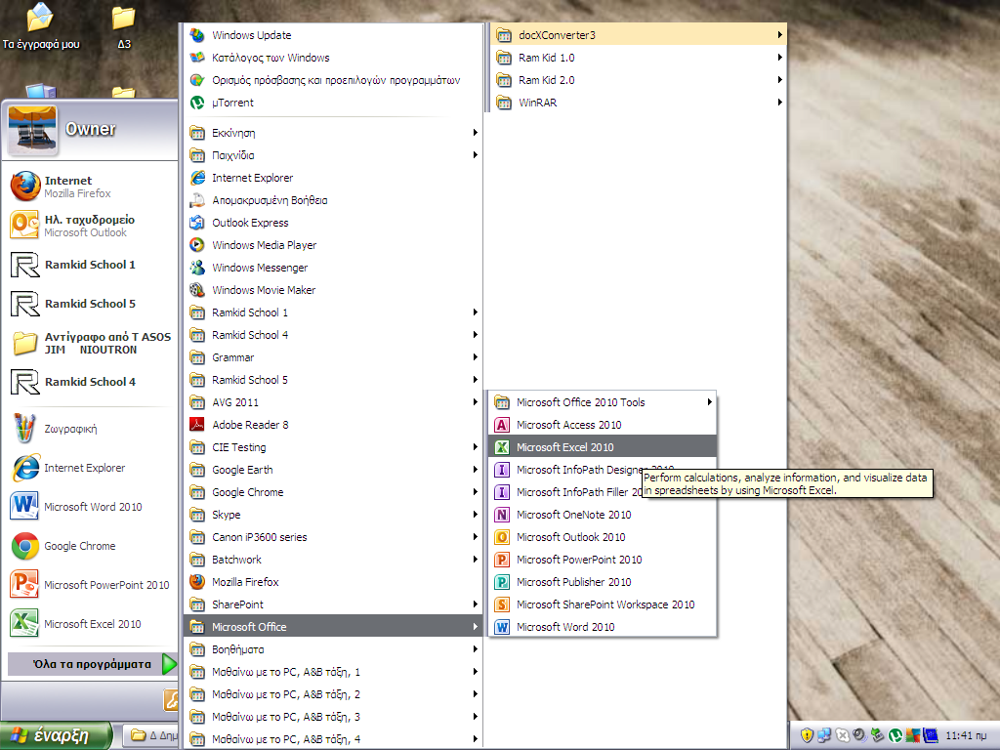 Τα έγγραφά μου
Δ3
Owner
Internet
Mozilla Firefox
Ηλ. ταχυδρομείο
Microsoft Outlook
Ramkid School 1
Ramkid School 5
Αντίγραφο από T ASOS
JIM NIOUTRON
Ramkid School 4
Ζωγραφική
Internet Explorer
Microsoft Word 2010
Google Chrome
Microsoft PowerPoint 2010
Microsoft Excel 2010
Όλα τα προγράμματα
έναρξη
Δ Δημ
Windows Update
Κατάλογος των Windows
Ορισμός πρόσβασης και προεπιλογών προγραμμάτων
µTorrent
Εκκίνηση
Παιχνίδια
Internet Explorer
Απομακρυσμένη Βοήθεια
Outlook Express
Windows Media Player
Windows Messenger
Windows Movie Maker
Ramkid School 1
Ramkid School 4
Grammar
Ramkid School 5
AVG 2011
Adobe Reader 8
CIE Testing
Google Earth
Google Chrome
Skype
Canon iP3600 series
Batchwork
Mozilla Firefox
SharePoint
Microsoft Office
Βοηθήματα
Μαθαίνω με το PC, Α&Β τάξη, 1
Μαθαίνω με το PC, Α&Β τάξη, 2
Μαθαίνω με το PC, Α&Β τάξη, 3
Μαθαίνω με το PC, Α&Β τάξη, 4
docXConverter3
Ram Kid 1.0
Ram Kid 2.0
WinRAR
Microsoft Office 2010 Tools
Microsoft Access 2010
Microsoft Excel 2010
Microsoft InfoPath Designer 2010
Microsoft InfoPath Filler 20
Microsoft OneNote 2010
Microsoft Outlook 2010
Microsoft PowerPoint 2010
Microsoft Publisher 2010
Microsoft SharePoint Workspace 2010
Microsoft Word 2010
Perform calculations, analyze information, and visualize data
in spreadsheets by using Microsoft Excel.
11:41 πμ